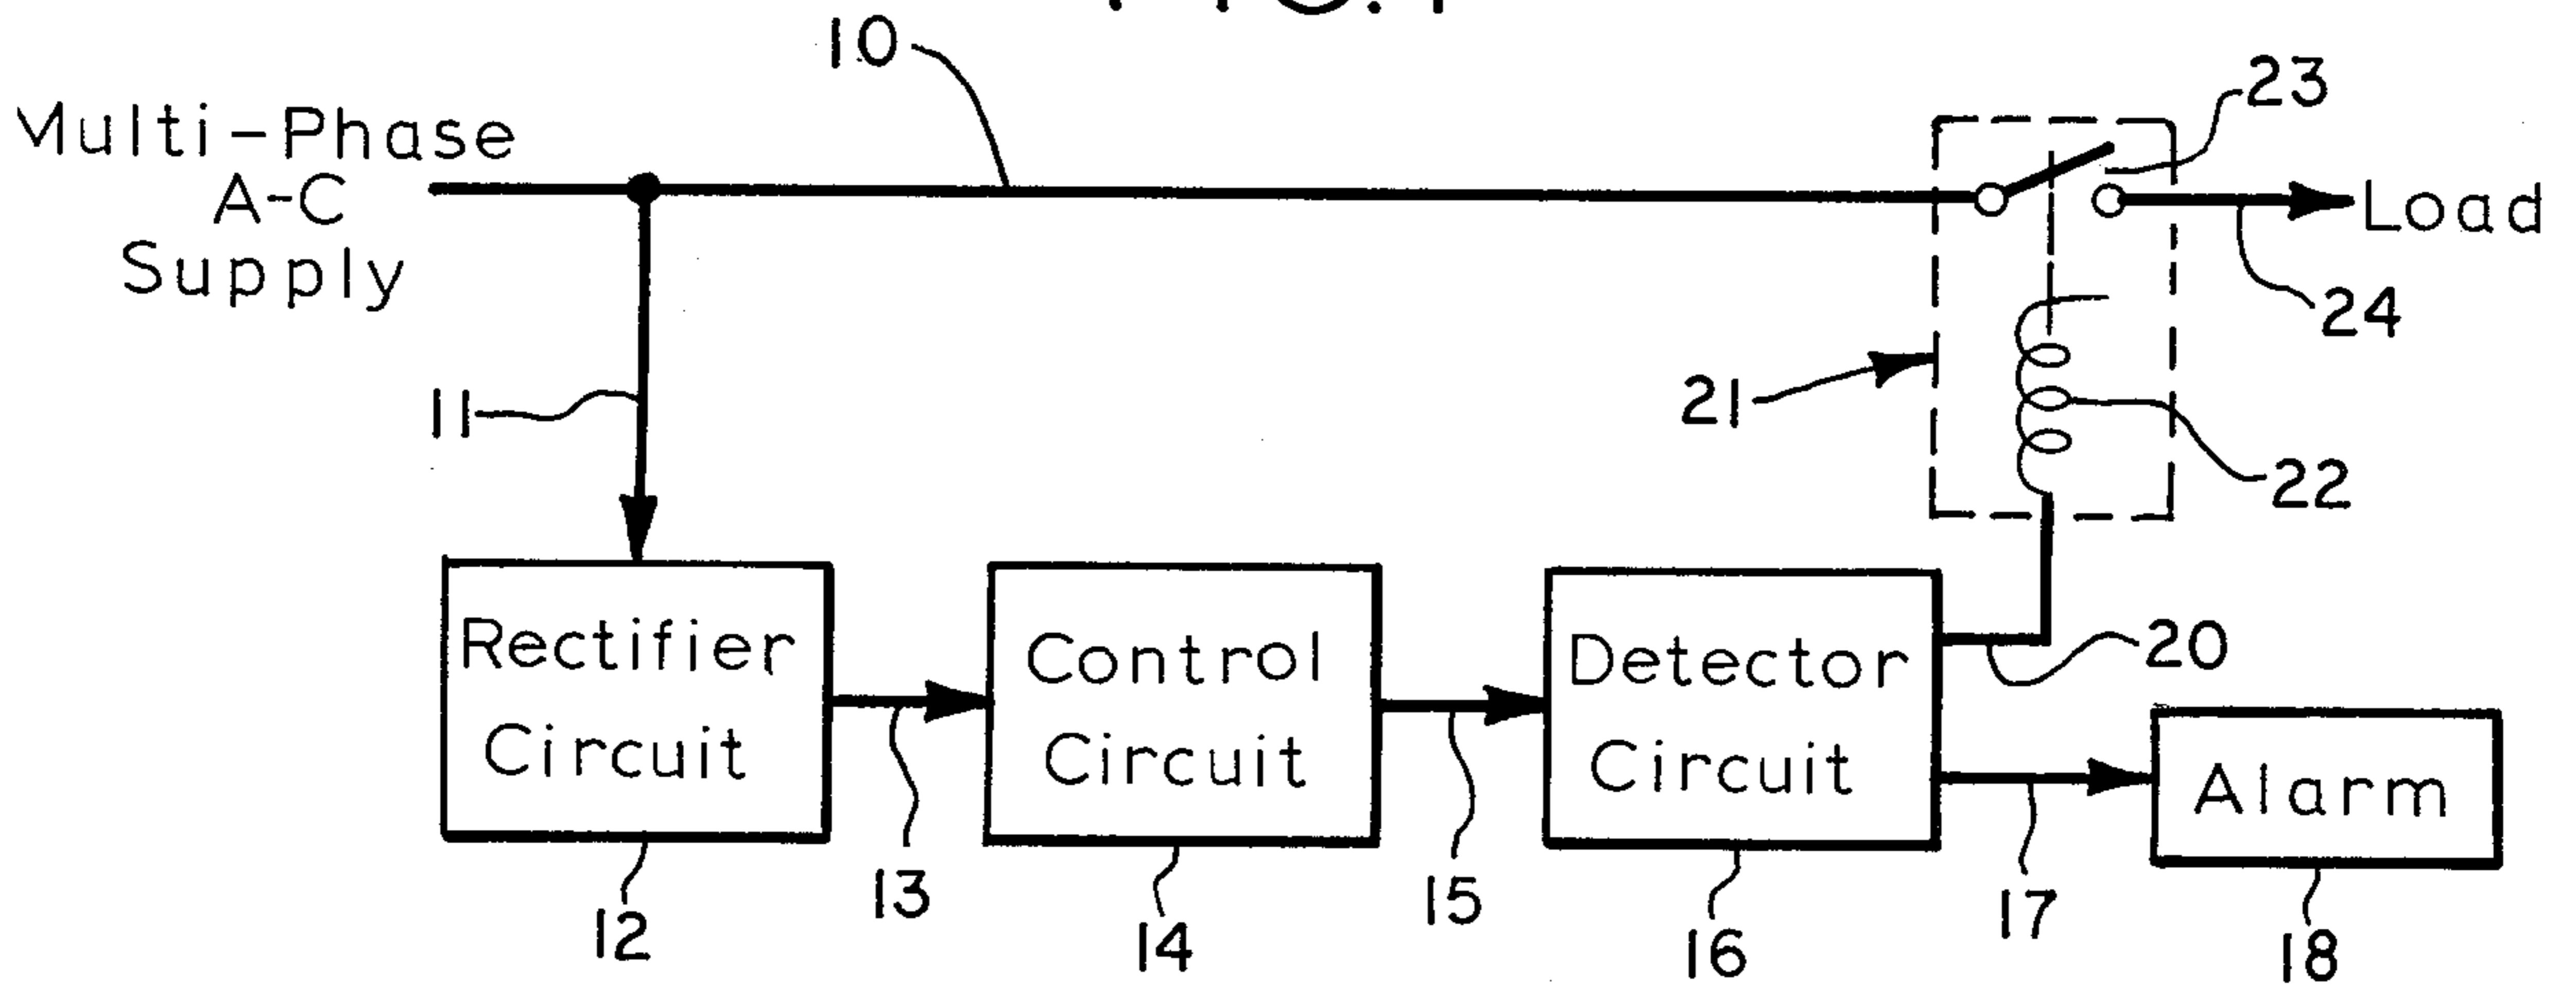 10
23
Multi-Phase
A-C
Supply
Load
24
11
21
22
Rectifier
Circuit
Control
Circuit
Detector
Circuit
20
Alarm
13
15
17
12
14
16
18